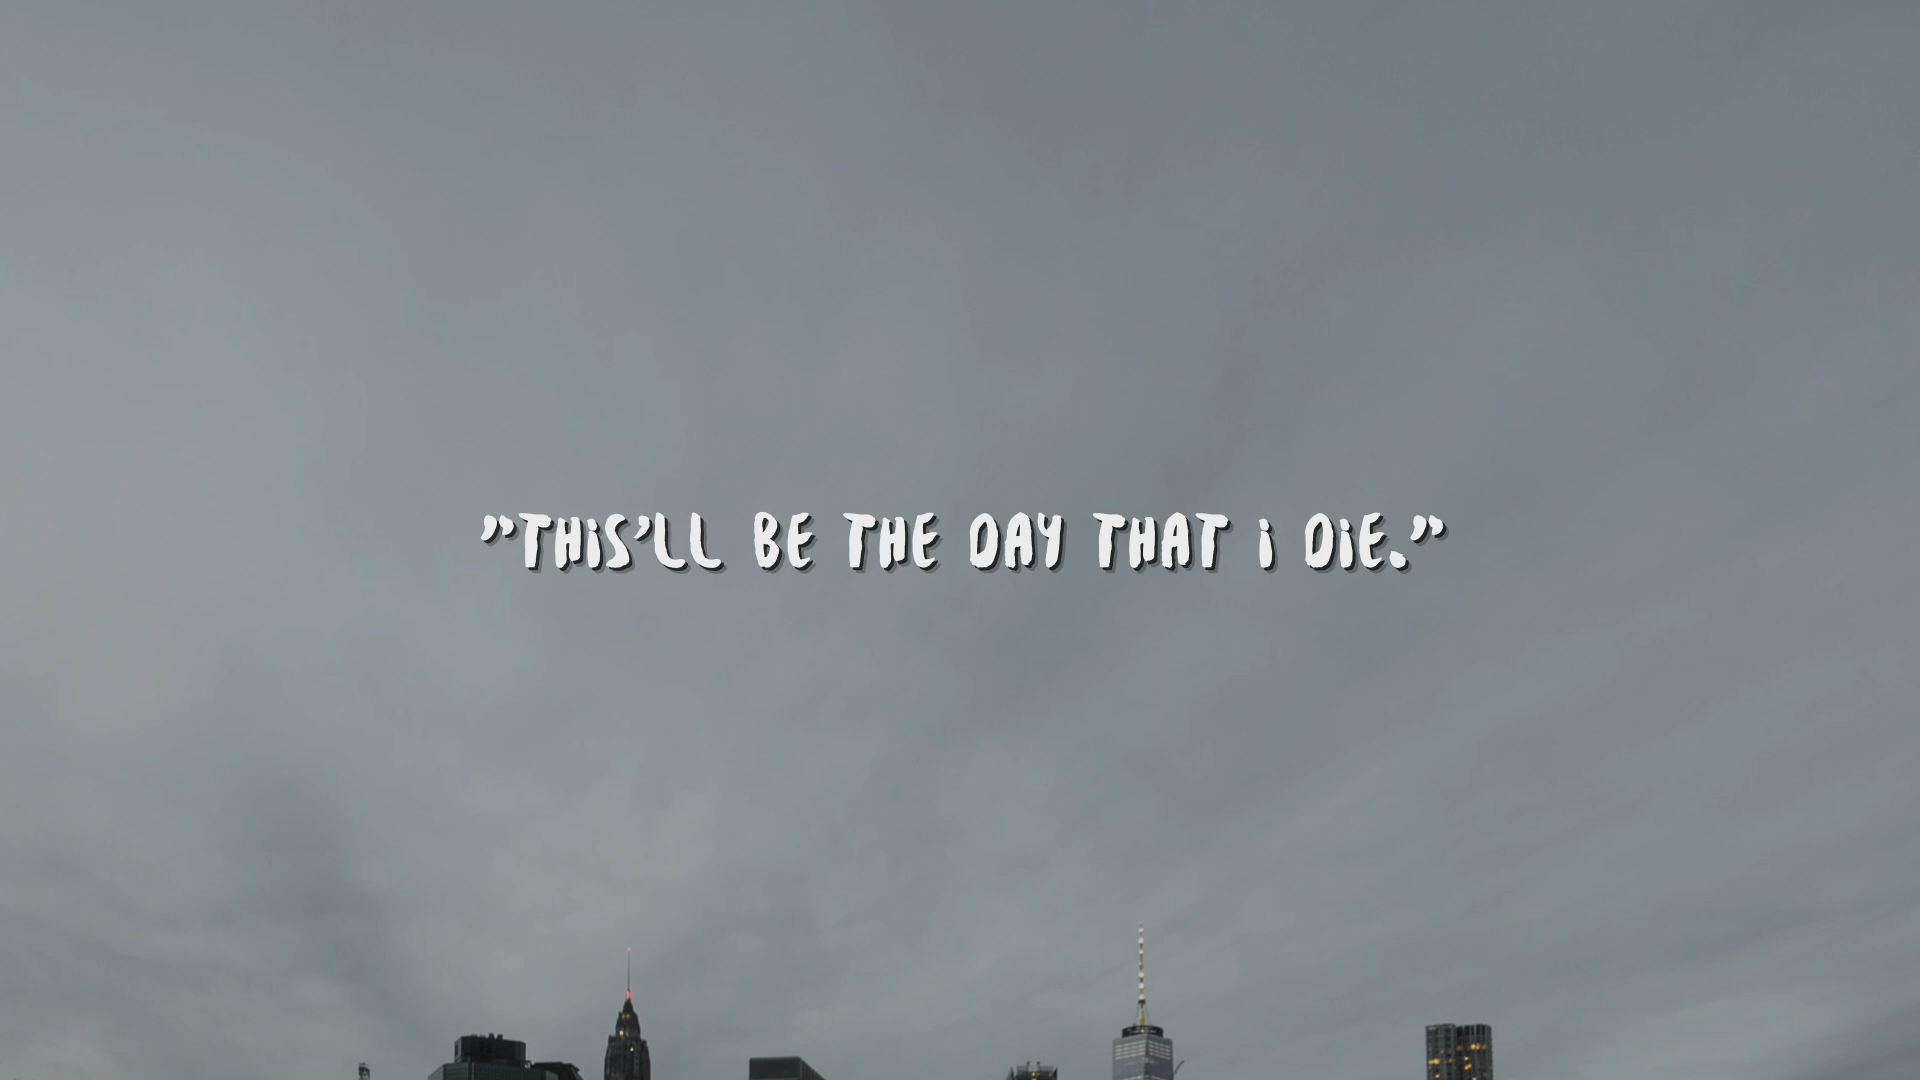 ”THiS’LL BE THE DAY THAT i DiE.”